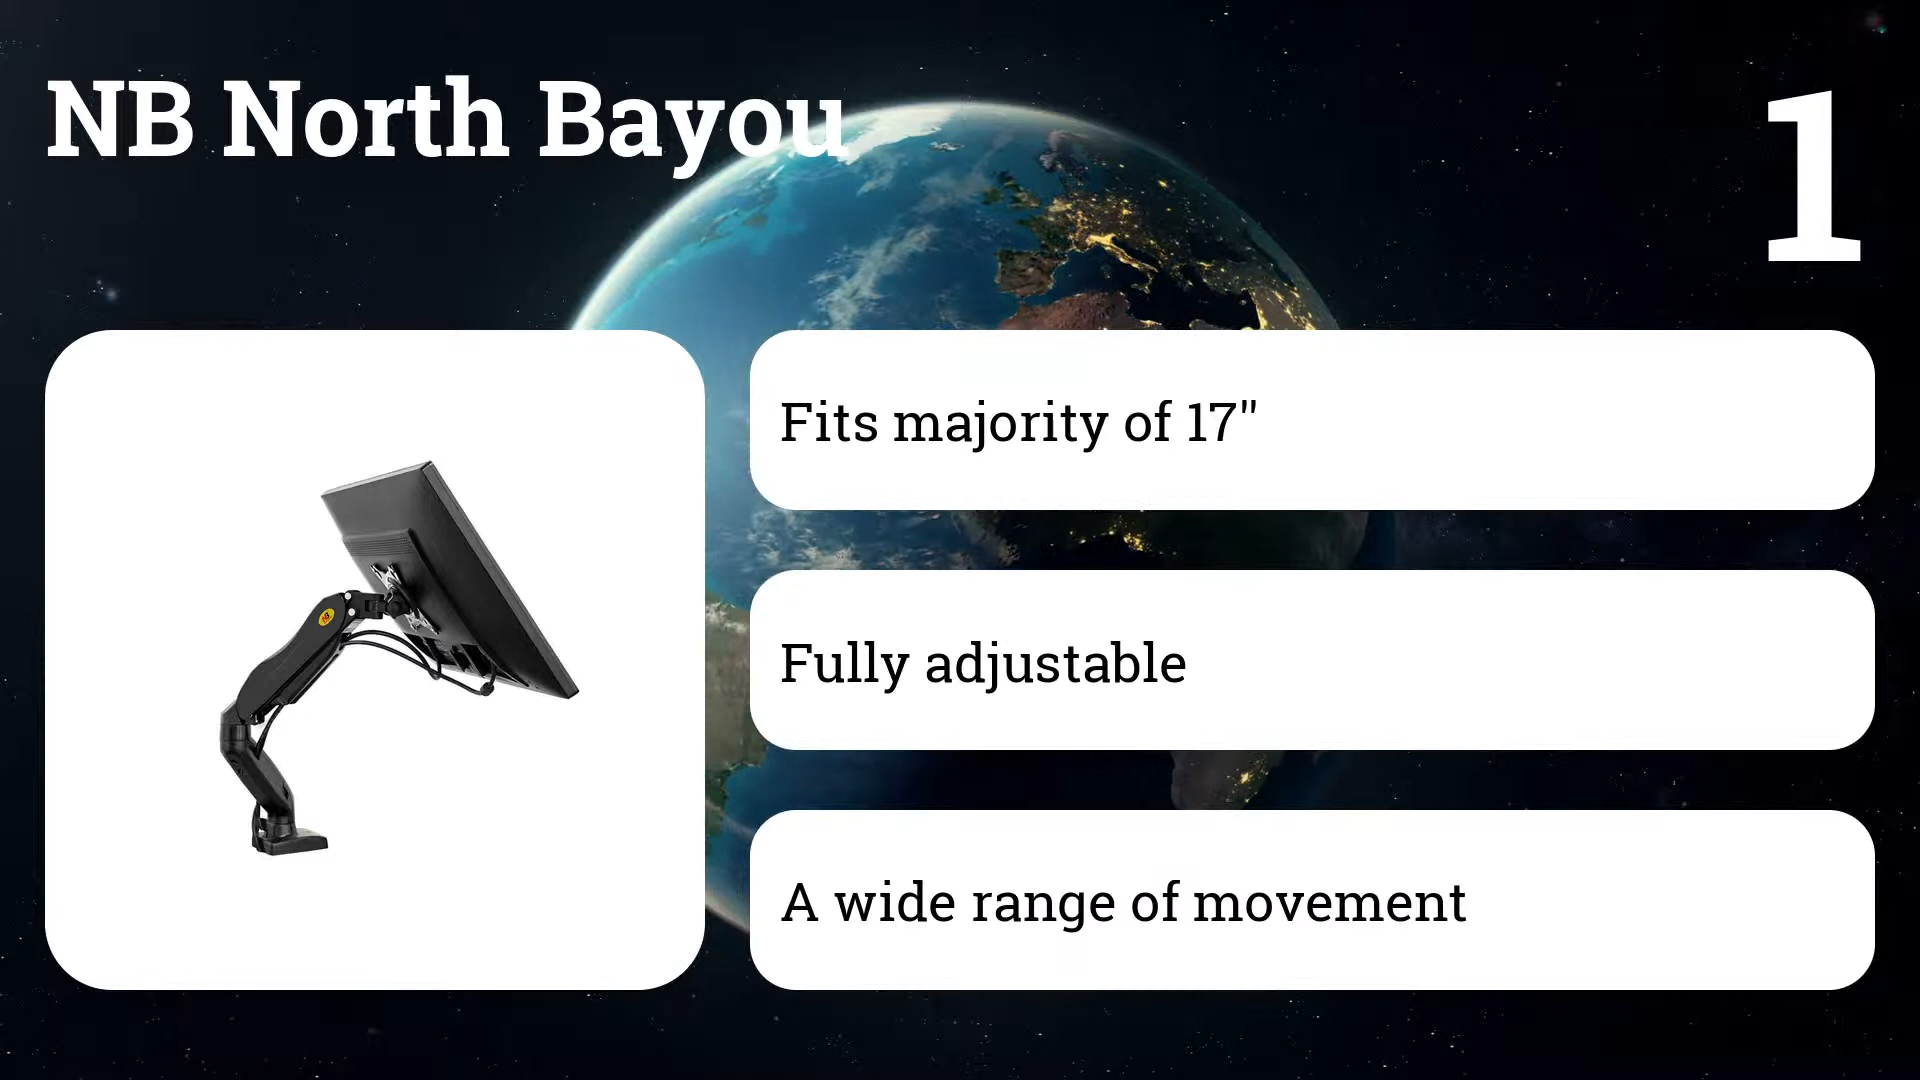 NB North Bayou
1
Fits majority of 17"
Fully adjustable
A wide range of movement